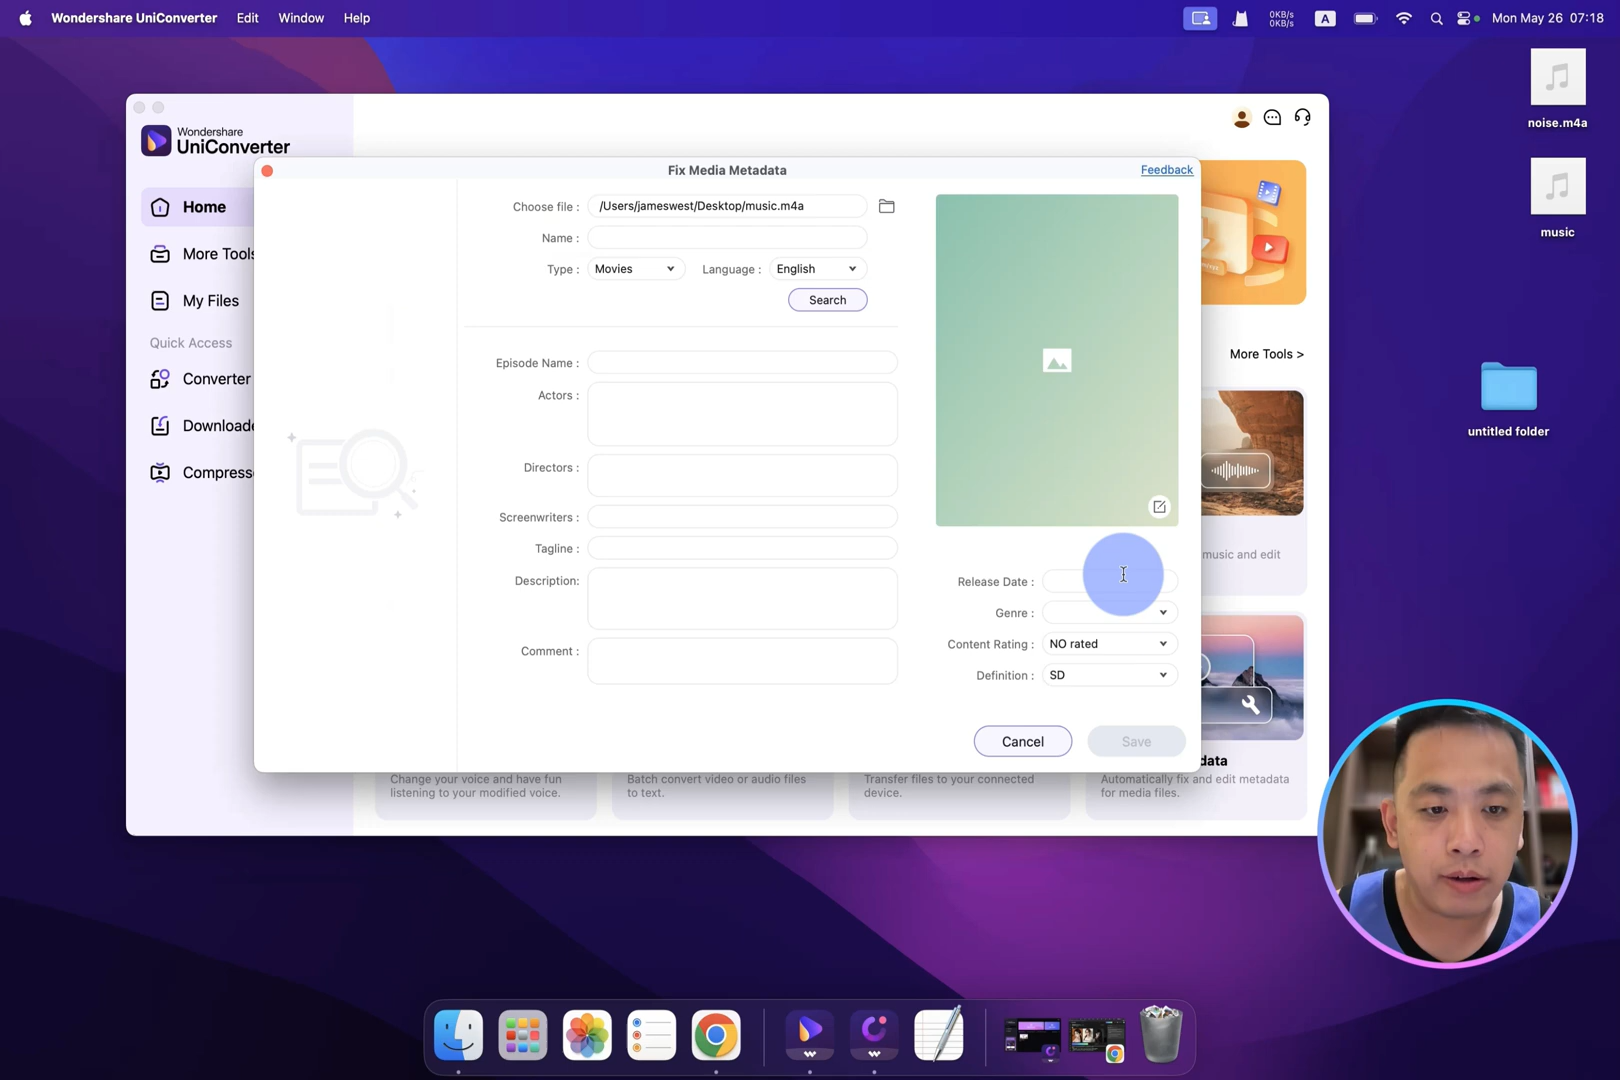 Wondershare UniConverter Edit Window Help
0KB/s
0KB/s
A
Mon May 26 07:18
noise.m4a
music
untitled folder
Wondershare
UniConverter
Home
More Tools
My Files
Quick Access
Converter
Downloade
Compresse
Fix Media Metadata
Feedback
Choose file : /Users/jameswest/Desktop/music.m4a
Name :
Type : Movies Language : English
Search
Episode Name :
Actors :
Directors :
Screenwriters :
Tagline :
Description:
Comment :
Release Date :
Genre :
Content Rating : NO rated
Definition : SD
Cancel Save
More Tools >
music and edit
data
Change your voice and have fun
listening to your modified voice.
Batch convert video or audio files
to text.
Transfer files to your connected
device.
Automatically fix and edit metadata
for media files.